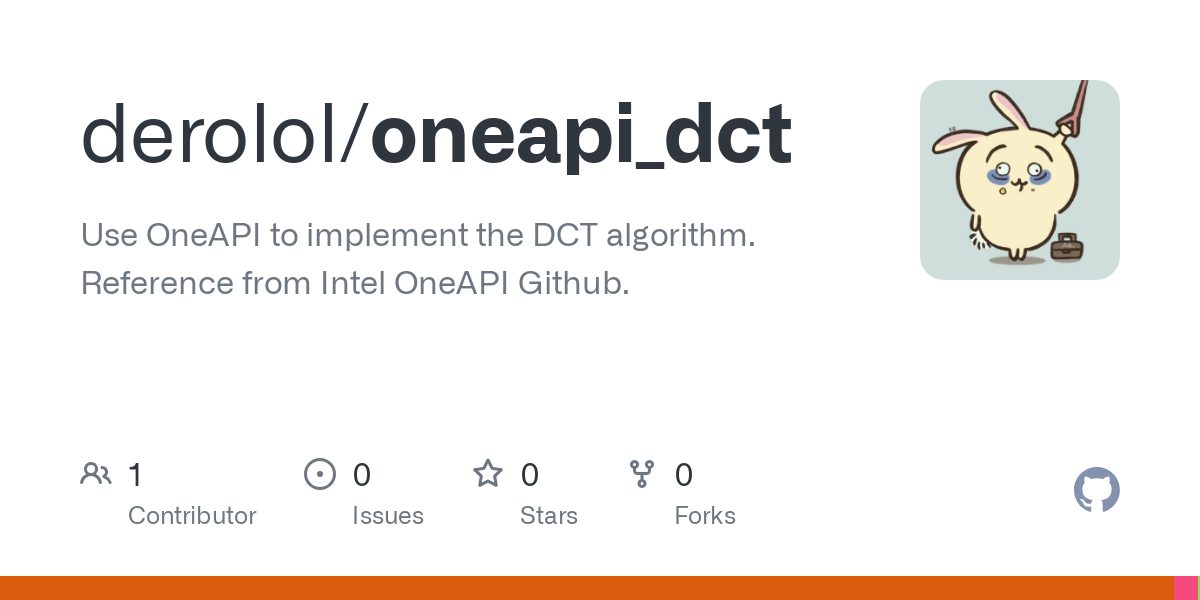 derolol/oneapi_dct
Use OneAPI to implement the DCT algorithm.
Reference from Intel OneAPI Github.
1
Contributor
0
Issues
0
Stars
0
Forks